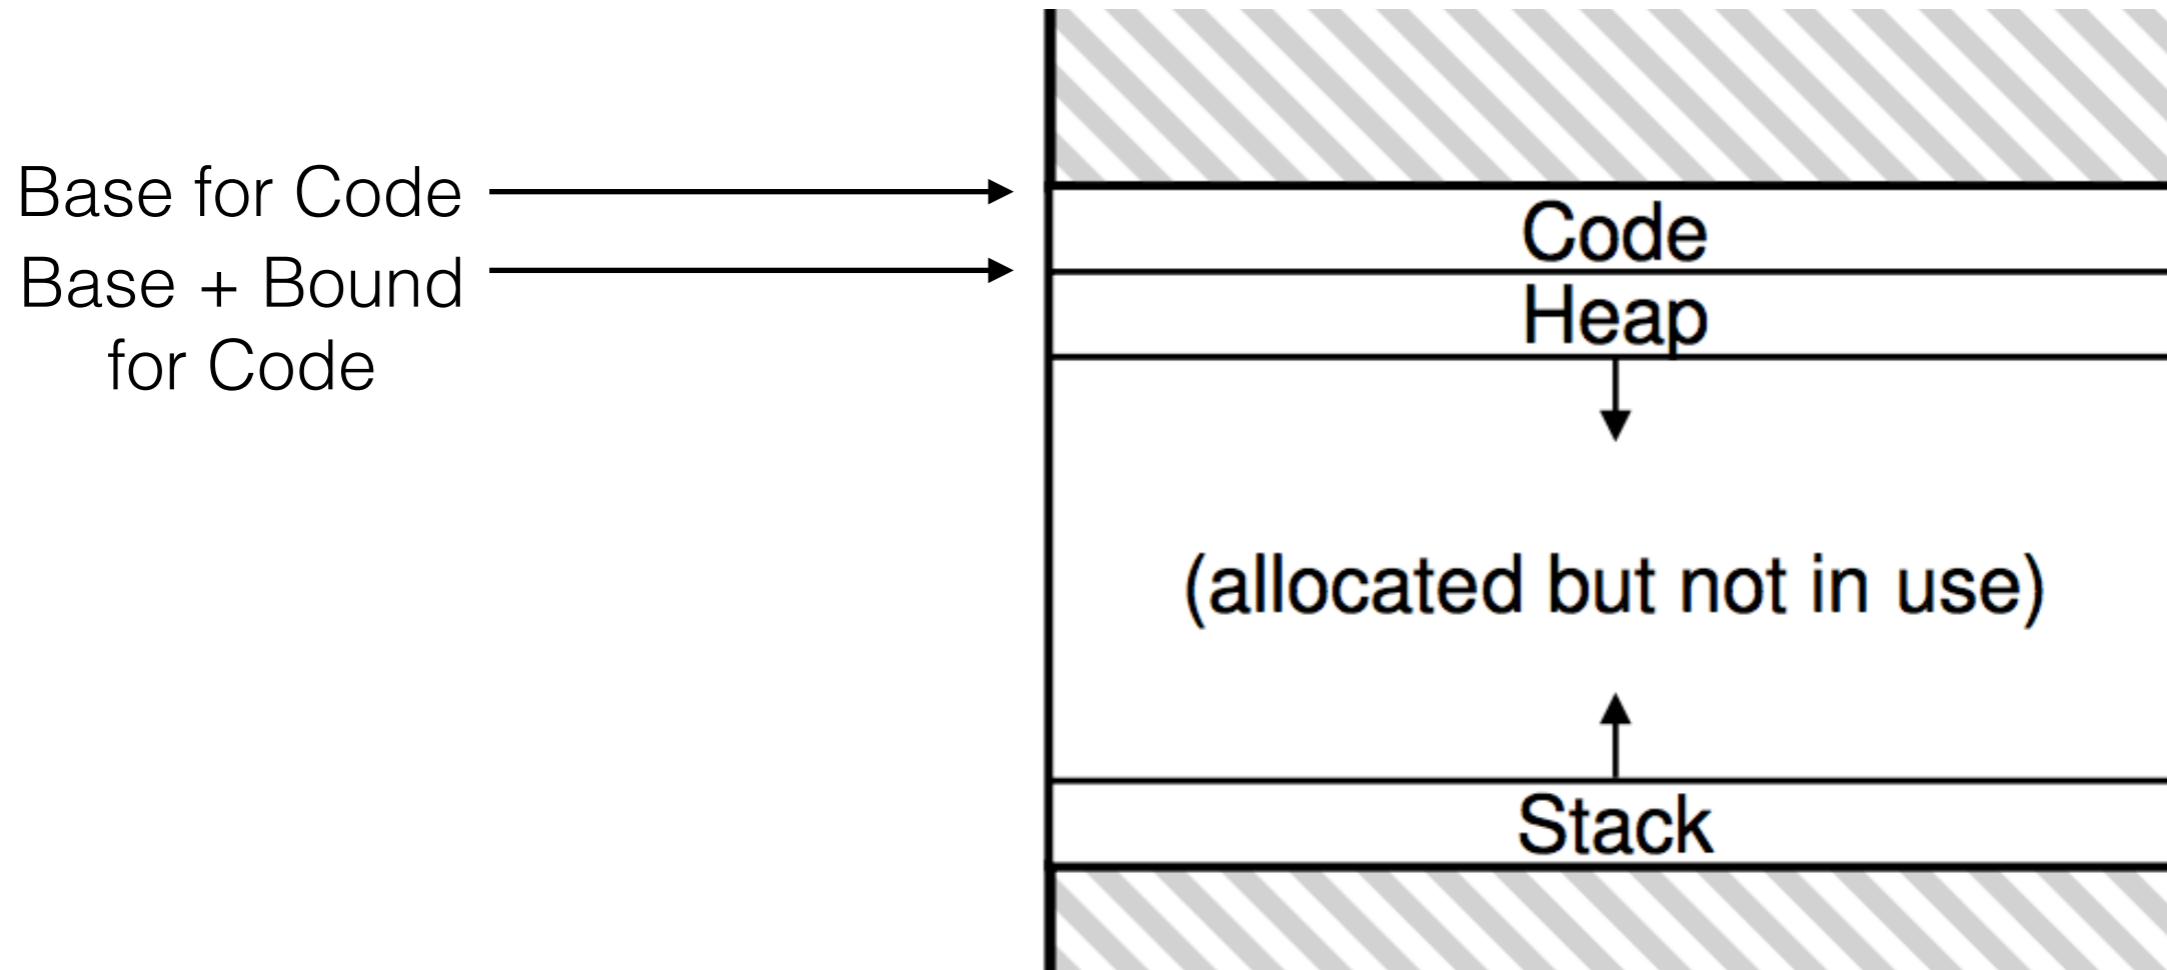 Base for Code
Base + Bound
for Code
Code
Heap
(allocated but not in use)
Stack